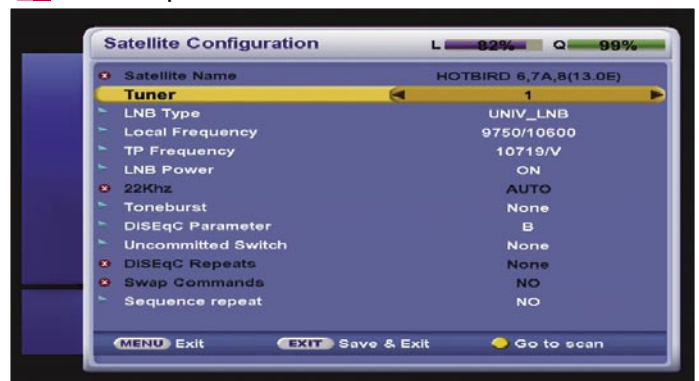 Satellite Configuration L 82% Q 99%
Satellite Name HOTBIRD 6,7A,8(13.0E)
Tuner 1
LNB Type UNIV_LNB
Local Frequency 9750/10600
TP Frequency 10719/V
LNB Power ON
22Khz AUTO
Toneburst None
DiSEqC Parameter B
Uncommitted Switch None
DiSEqC Repeats None
Swap Commands NO
Sequence repeat NO
MENU Exit EXIT Save & Exit Go to scan